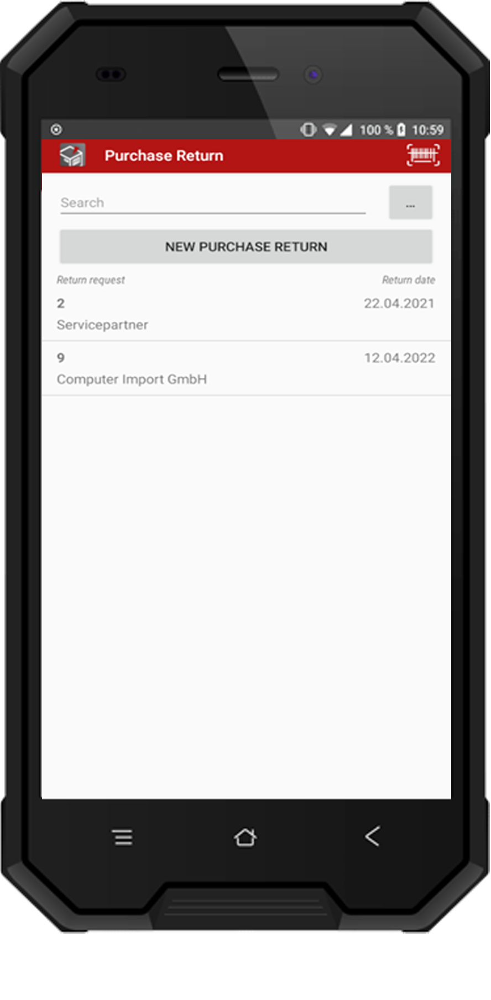 100 % 10:59
Purchase Return
Search
...
NEW PURCHASE RETURN
Return request Return date
2 22.04.2021
Servicepartner
9 12.04.2022
Computer Import GmbH